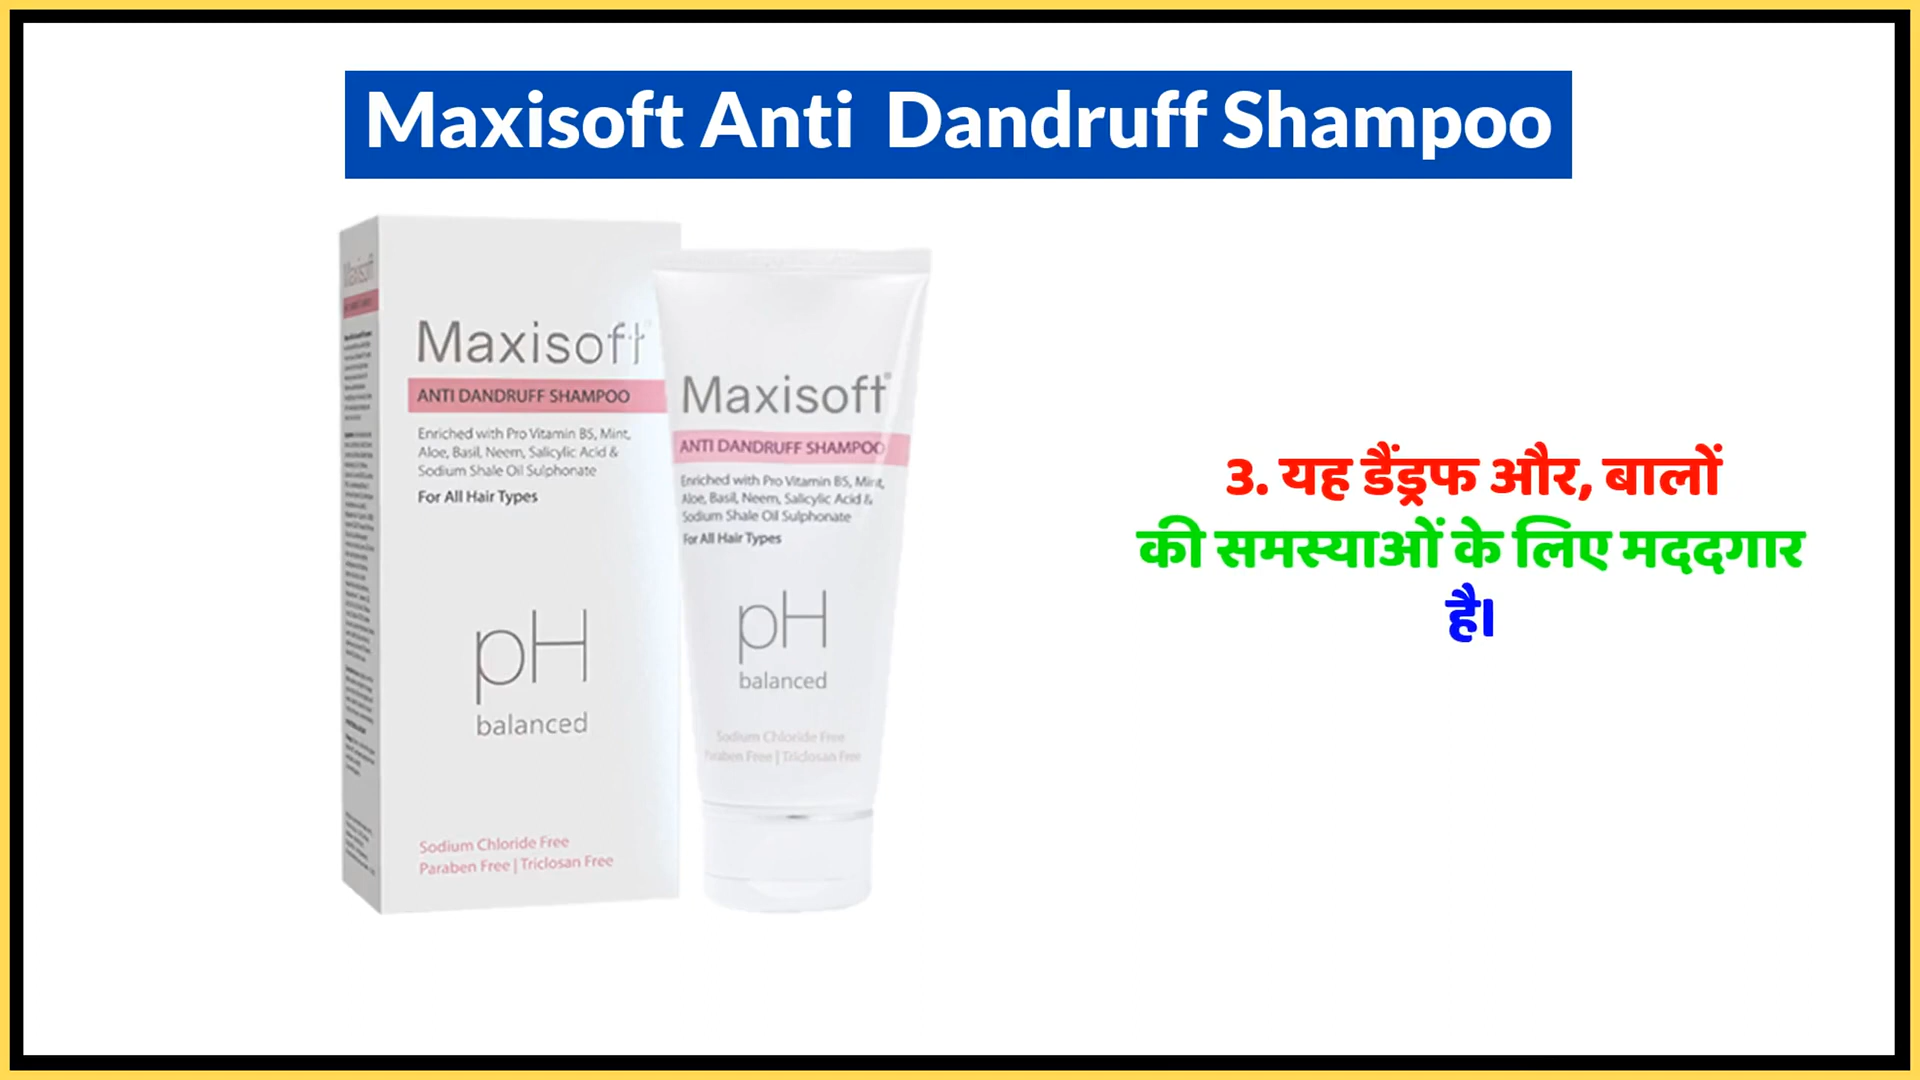 Maxisoft Anti Dandruff Shampoo
Maxisoft
ANTI DANDRUFF SHAMPOO
Enriched with Pro Vitamin B5, Mint,
Aloe, Basil, Neem, Salicylic Acid &
Sodium Shale Oil Sulphonate
For All Hair Types
pH
balanced
Sodium Chloride Free
Paraben Free | Triclosan Free
Maxisoft®
ANTI DANDRUFF SHAMPOO
Enriched with Pro Vitamin B5, Mint,
Aloe, Basil, Neem, Salicylic Acid &
Sodium Shale Oil Sulphonate
For All Hair Types
pH
balanced
Sodium Chloride Free
Paraben Free | Triclosan Free
3. यह डैंड्रफ और, बालों
की समस्याओं के लिए मददगार
है।